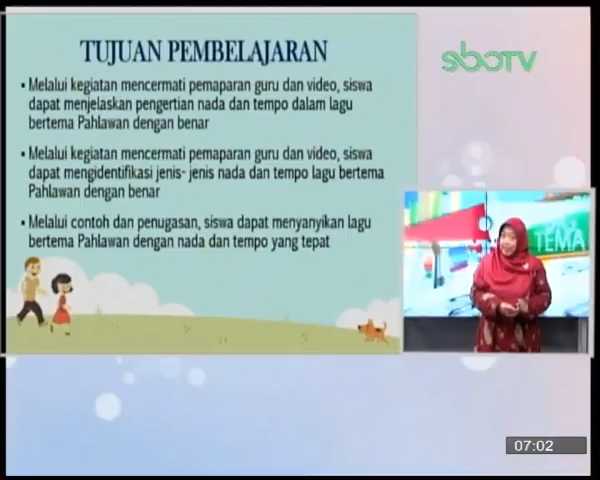 sboTV
TUJUAN PEMBELAJARAN
• Melalui kegiatan mencermati pemaparan guru dan video, siswa
dapat menjelaskan pengertian nada dan tempo dalam lagu
bertema Pahlawan dengan benar
• Melalui kegiatan mencermati pemaparan guru dan video, siswa
dapat mengidentifikasi jenis- jenis nada dan tempo lagu bertema
Pahlawan dengan benar
• Melalui contoh dan penugasan, siswa dapat menyanyikan lagu
bertema Pahlawan dengan nada dan tempo yang tepat
TEMA
07:02